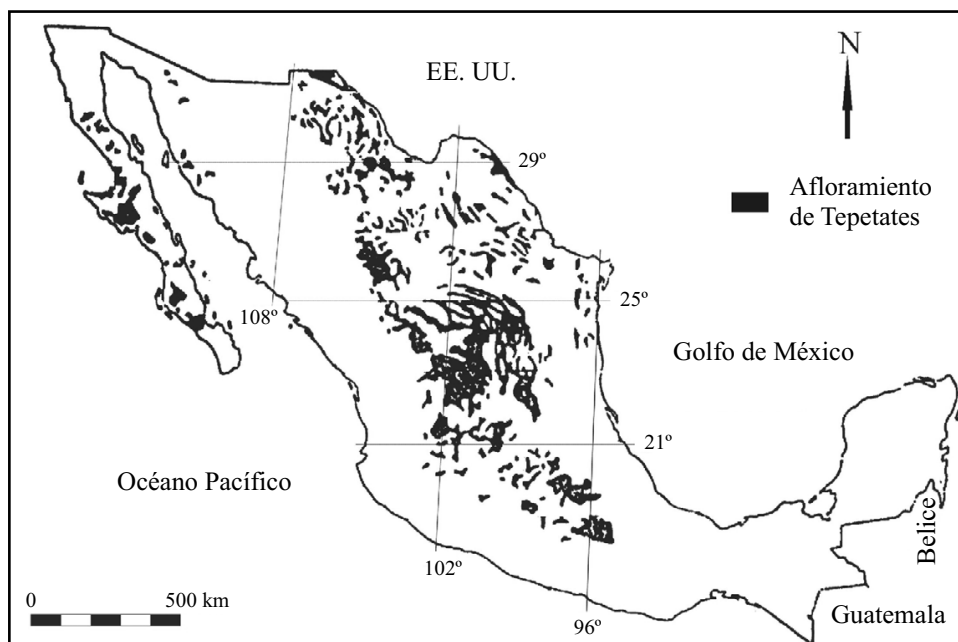 N
EE. UU.
29º
Afloramiento
de Tepetates
25º
108º
Golfo de México
21º
Océano Pacífico
Belice
102º
0 500 km
96º
Guatemala